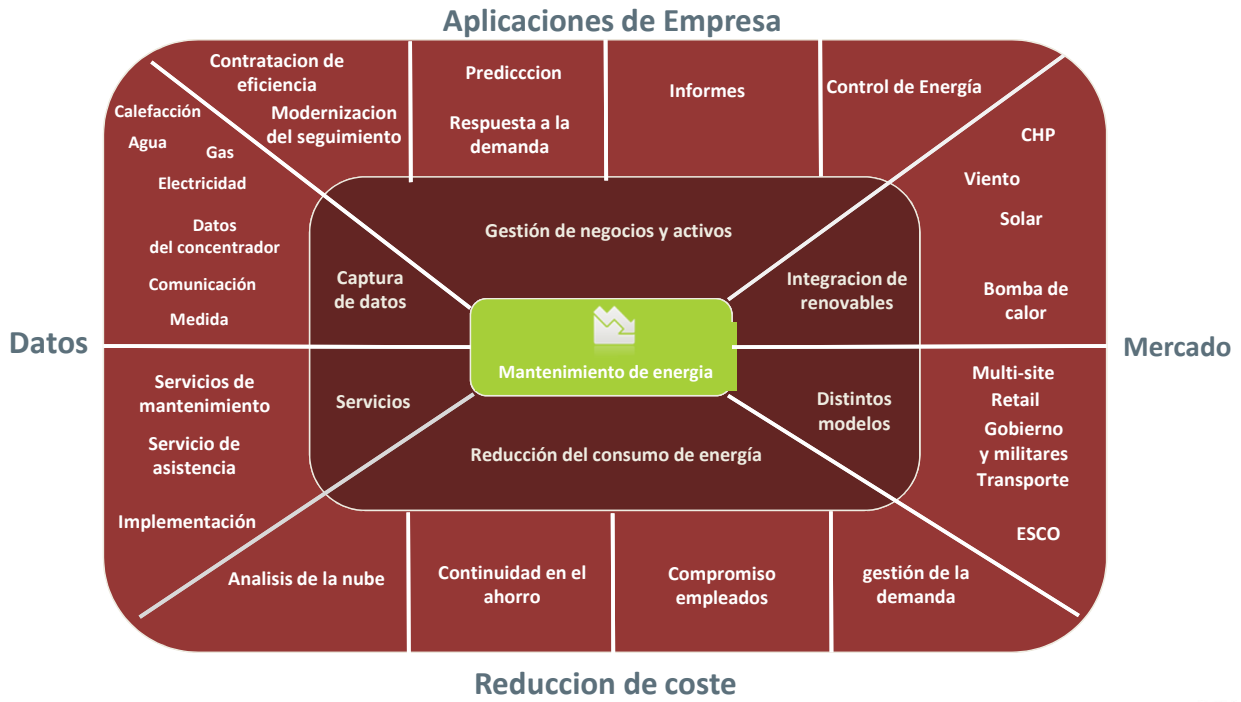 Aplicaciones de Empresa
Contratacion de
eficiencia
Modernizacion
del seguimiento
Predicccion
Respuesta a la
demanda
Informes
Control de Energía
Calefacción
Agua
Gas
Electricidad
Datos
del concentrador
Comunicación
Medida
CHP
Viento
Solar
Bomba de
calor
Gestión de negocios y activos
Captura
de datos
Integracion de
renovables
Datos
Mantenimiento de energia
Mercado
Servicios de
mantenimiento
Servicio de
asistencia
Implementación
Servicios
Distintos
modelos
Reducción del consumo de energía
Multi-site
Retail
Gobierno
y militares
Transporte
ESCO
Analisis de la nube
Continuidad en el
ahorro
Compromiso
empleados
gestión de la
demanda
Reduccion de coste